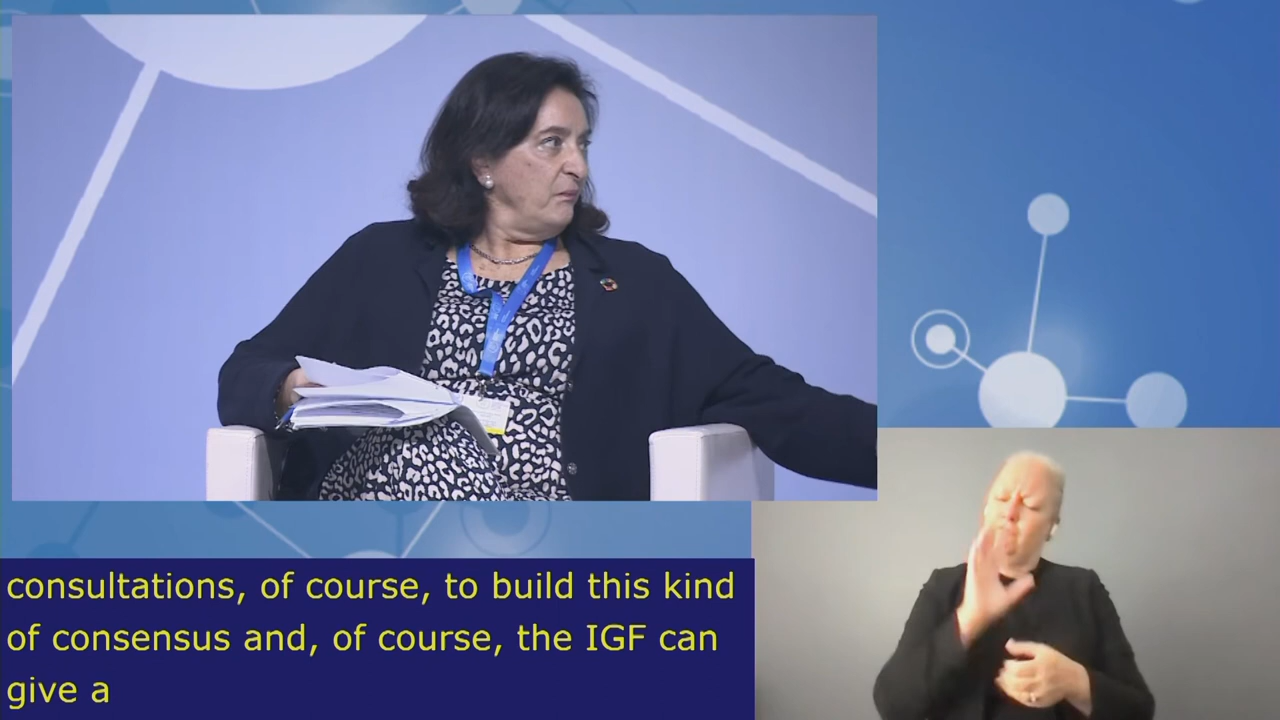 consultations, of course, to build this kind
of consensus and, of course, the IGF can
give a